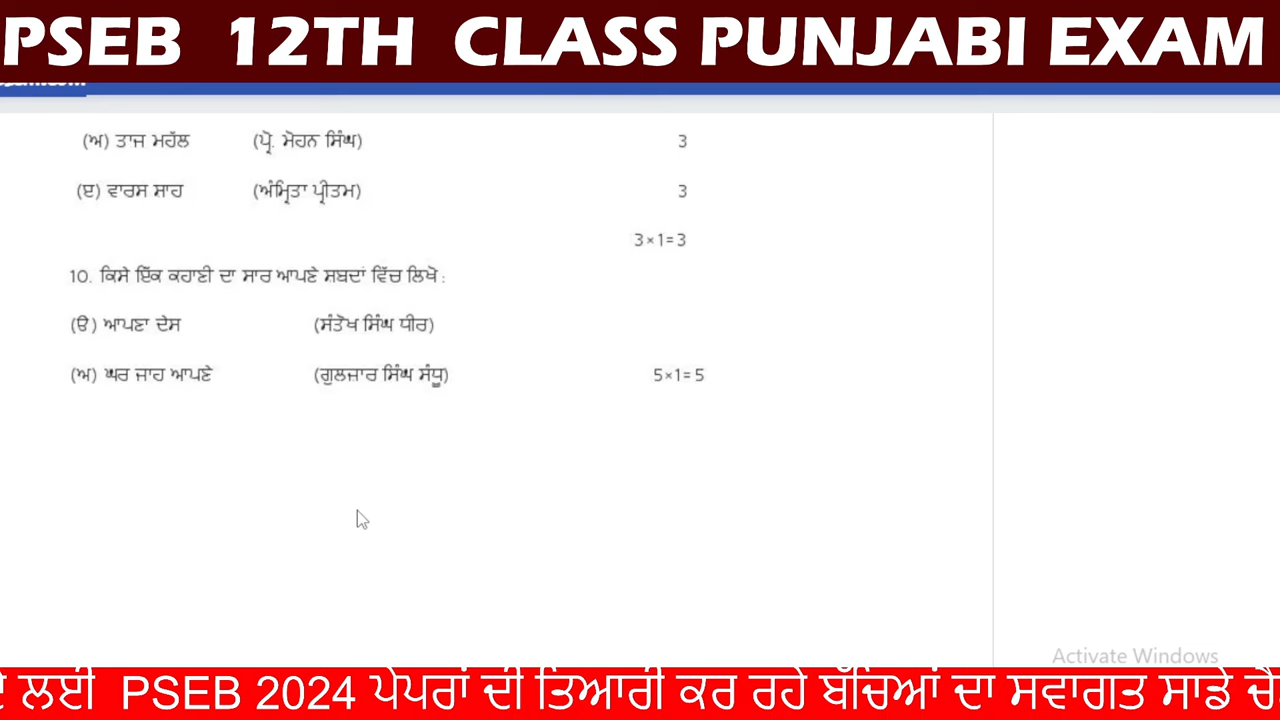 PSEB 12TH CLASS PUNJABI EXAM
(ਅ) ਤਾਜ ਮਹੱਲ (ਪ੍ਰੋ. ਮੋਹਨ ਸਿੰਘ) 3
(ੲ) ਵਾਰਸ ਸ਼ਾਹ (ਅੰਮ੍ਰਿਤਾ ਪ੍ਰੀਤਮ) 3
3×1=3
10. ਕਿਸੇ ਇੱਕ ਕਹਾਣੀ ਦਾ ਸਾਰ ਆਪਣੇ ਸ਼ਬਦਾਂ ਵਿੱਚ ਲਿਖੋ :
(ੳ) ਆਪਣਾ ਦੇਸ (ਸੰਤੋਖ ਸਿੰਘ ਧੀਰ)
(ਅ) ਘਰ ਜਾਹ ਆਪਣੇ (ਗੁਲਜ਼ਾਰ ਸਿੰਘ ਸੰਧੂ) 5×1=5
Activate Windows
ਲਈ PSEB 2024 ਪੇਪਰਾਂ ਦੀ ਤਿਆਰੀ ਕਰ ਰਹੇ ਬੱਚਿਆਂ ਦਾ ਸਵਾਗਤ ਸਾਡੇ